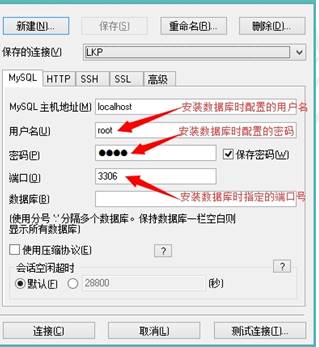 新建(N)... 保存(S) 重命名(R)... 删除(D)...
保存的连接(V) LKP
MySQL HTTP SSH SSL 高级
安装数据库时配置的用户名
MySQL 主机地址(M) localhost
用户名(U) root 安装数据库时配置的密码
密码(P) ●●●● 保存密码(W)
端口(O) 3306 安装数据库时指定的端口号
数据库(B)
(使用分号 ';' 分隔多个数据库。保持数据库一栏空白则
显示所有数据库)
使用压缩协议(E) ?
会话空闲超时 ?
默认(F) 28800 (秒)
连接(C) 取消(L) 测试连接(T)...